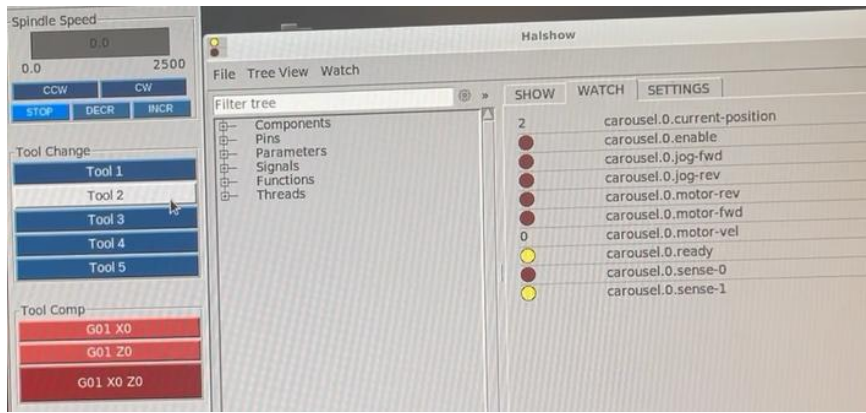 Spindle Speed
0.0
0.0 2500
CCW CW
STOP DECR INCR
Tool Change
Tool 1
Tool 2
Tool 3
Tool 4
Tool 5
Tool Comp
G01 X0
G01 Z0
G01 X0 Z0
Halshow
File Tree View Watch
Filter tree »
Components
Pins
Parameters
Signals
Functions
Threads
SHOW WATCH SETTINGS
2 carousel.0.current-position
carousel.0.enable
carousel.0.jog-fwd
carousel.0.jog-rev
carousel.0.motor-rev
carousel.0.motor-fwd
0 carousel.0.motor-vel
carousel.0.ready
carousel.0.sense-0
carousel.0.sense-1